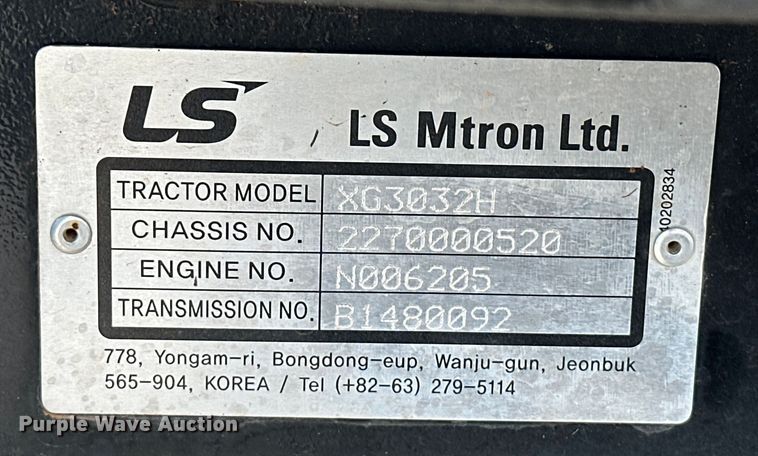 LS LS Mtron Ltd.
TRACTOR MODEL XG3032H
CHASSIS NO. 2270000520
ENGINE NO. N006205
TRANSMISSION NO. B1480092
40202834
778, Yongam-ri, Bongdong-eup, Wanju-gun, Jeonbuk
565-904, KOREA / Tel (+82-63) 279-5114
Purple Wave Auction